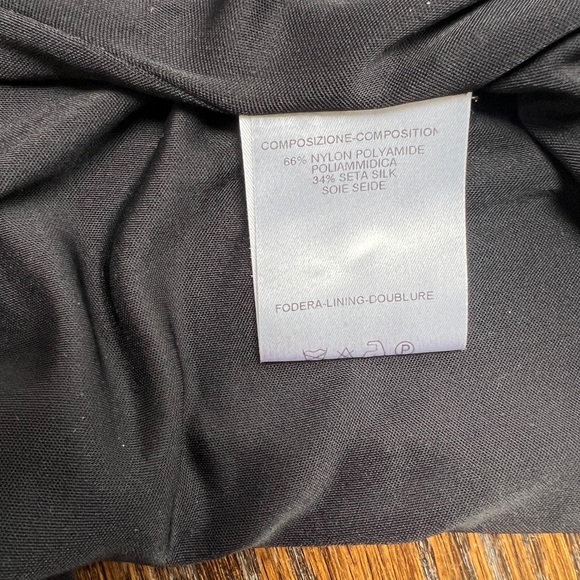 COMPOSIZIONE-COMPOSITION
66% NYLON POLYAMIDE
POLIAMMIDICA
34% SETA SILK
SOIE SEIDE
FODERA-LINING-DOUBLURE
P